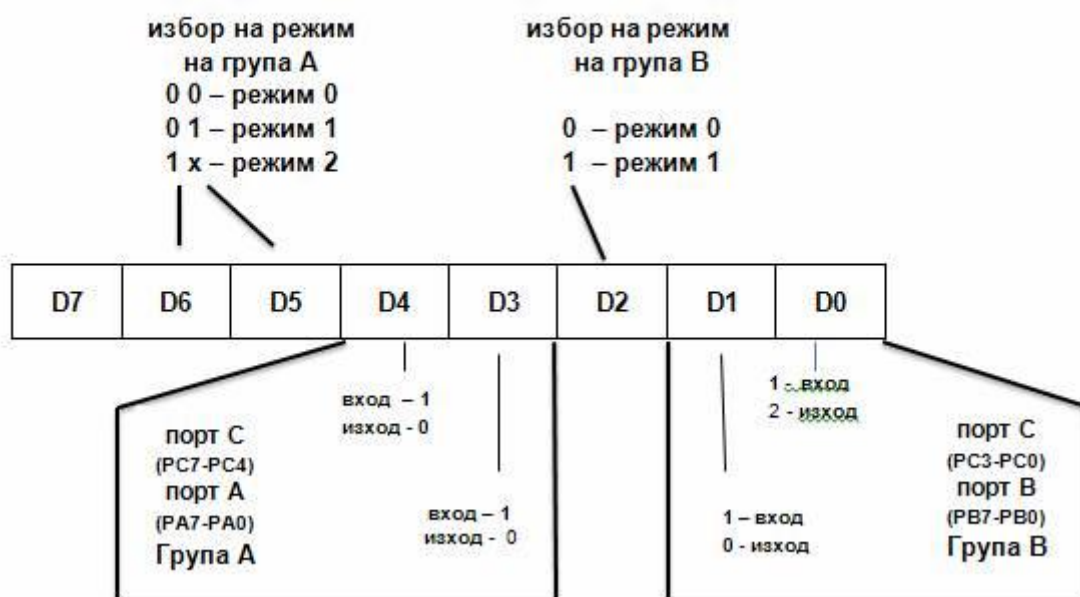 избор на режим
на група А
0 0 – режим 0
0 1 – режим 1
1 x – режим 2
избор на режим
на група В
0 – режим 0
1 – режим 1
D7 D6 D5 D4 D3 D2 D1 D0
вход – 1
изход - 0
вход – 1
изход - 0
1 - вход
2 - изход
1 – вход
0 - изход
порт С
(PC7-PC4)
порт А
(PA7-PA0)
Група А
порт С
(PC3-PC0)
порт В
(PB7-PB0)
Група В